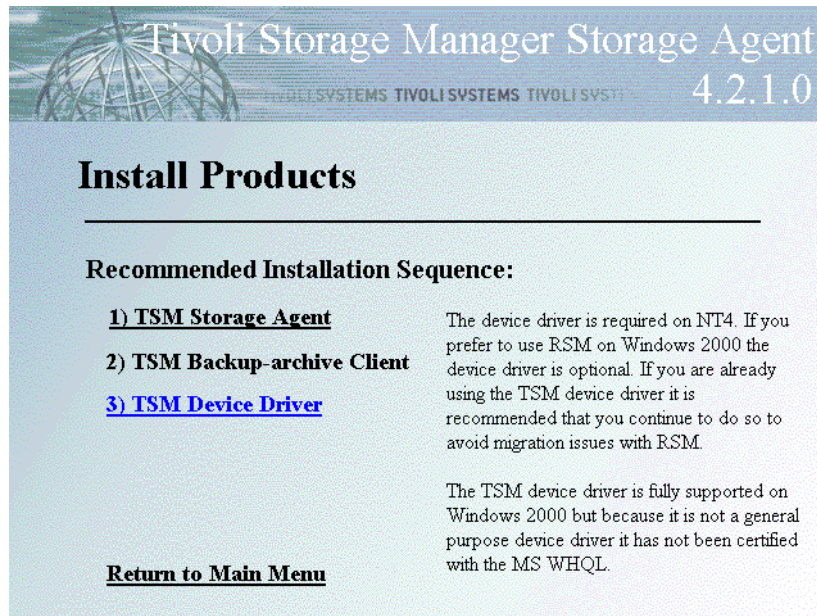 Tivoli Storage Manager Storage Agent
4.2.1.0
TIVOLI SYSTEMS TIVOLI SYSTEMS TIVOLI SYST
Install Products
Recommended Installation Sequence:
1) TSM Storage Agent
2) TSM Backup-archive Client
3) TSM Device Driver
The device driver is required on NT4. If you
prefer to use RSM on Windows 2000 the
device driver is optional. If you are already
using the TSM device driver it is
recommended that you continue to do so to
avoid migration issues with RSM.
The TSM device driver is fully supported on
Windows 2000 but because it is not a general
purpose device driver it has not been certified
with the MS WHQL.
Return to Main Menu